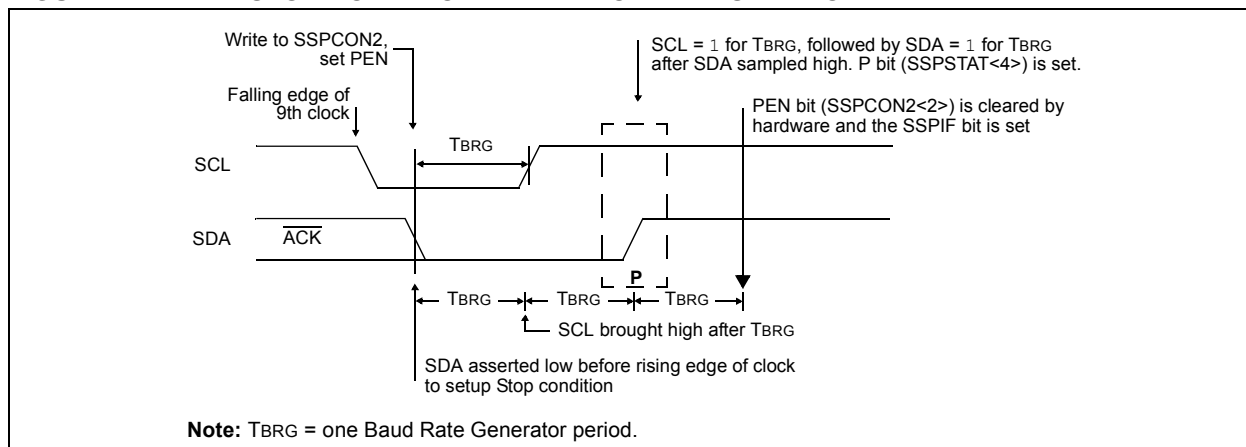 Write to SSPCON2,
set PEN
SCL = 1 for TBRG, followed by SDA = 1 for TBRG
after SDA sampled high. P bit (SSPSTAT<4>) is set.
Falling edge of
9th clock
PEN bit (SSPCON2<2>) is cleared by
hardware and the SSPIF bit is set
TBRG
SCL
SDA
ACK
P
TBRG
TBRG
TBRG
SCL brought high after TBRG
SDA asserted low before rising edge of clock
to setup Stop condition
Note: TBRG = one Baud Rate Generator period.